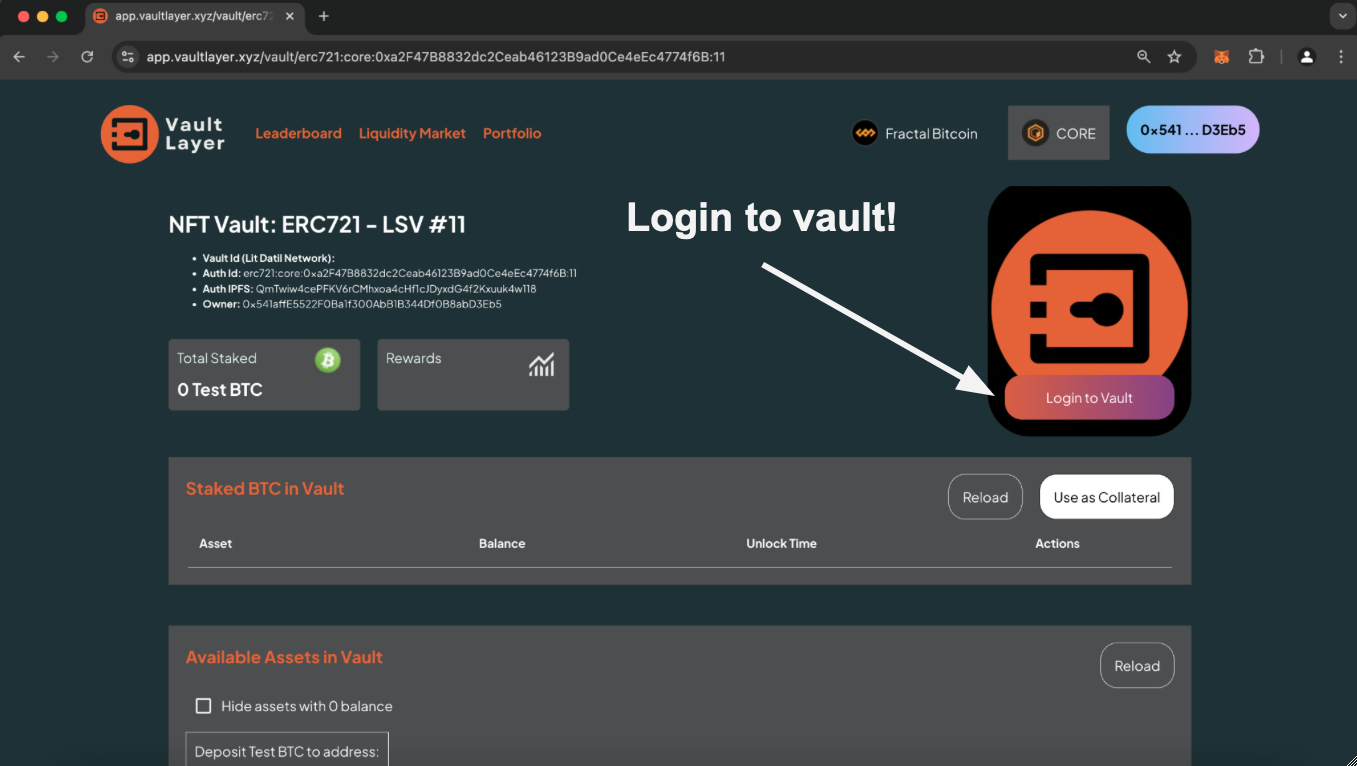 app.vaultlayer.xyz/vault/erc72
app.vaultlayer.xyz/vault/erc721:core:0xa2F47B8832dc2Ceab46123B9ad0Ce4eEc4774f6B:11
Vault
Layer
Leaderboard Liquidity Market Portfolio
Fractal Bitcoin
CORE
0x541 ... D3Eb5
NFT Vault: ERC721 - LSV #11
Login to vault!
Vault Id (Lit Datil Network):
Auth Id: erc721:core:0xa2F47B8832dc2Ceab46123B9ad0Ce4eEc4774f6B:11
Auth IPFS: QmTwiw4cePFKV6rCMhxoa4cHf1cJDyxdG4f2Kxuuk4w118
Owner: 0x541affE5522F0Ba1f300AbB1B344Df0B8abD3Eb5
Total Staked
0 Test BTC
Rewards
Login to Vault
Staked BTC in Vault
Reload
Use as Collateral
Asset Balance Unlock Time Actions
Available Assets in Vault
Reload
Hide assets with 0 balance
Deposit Test BTC to address: